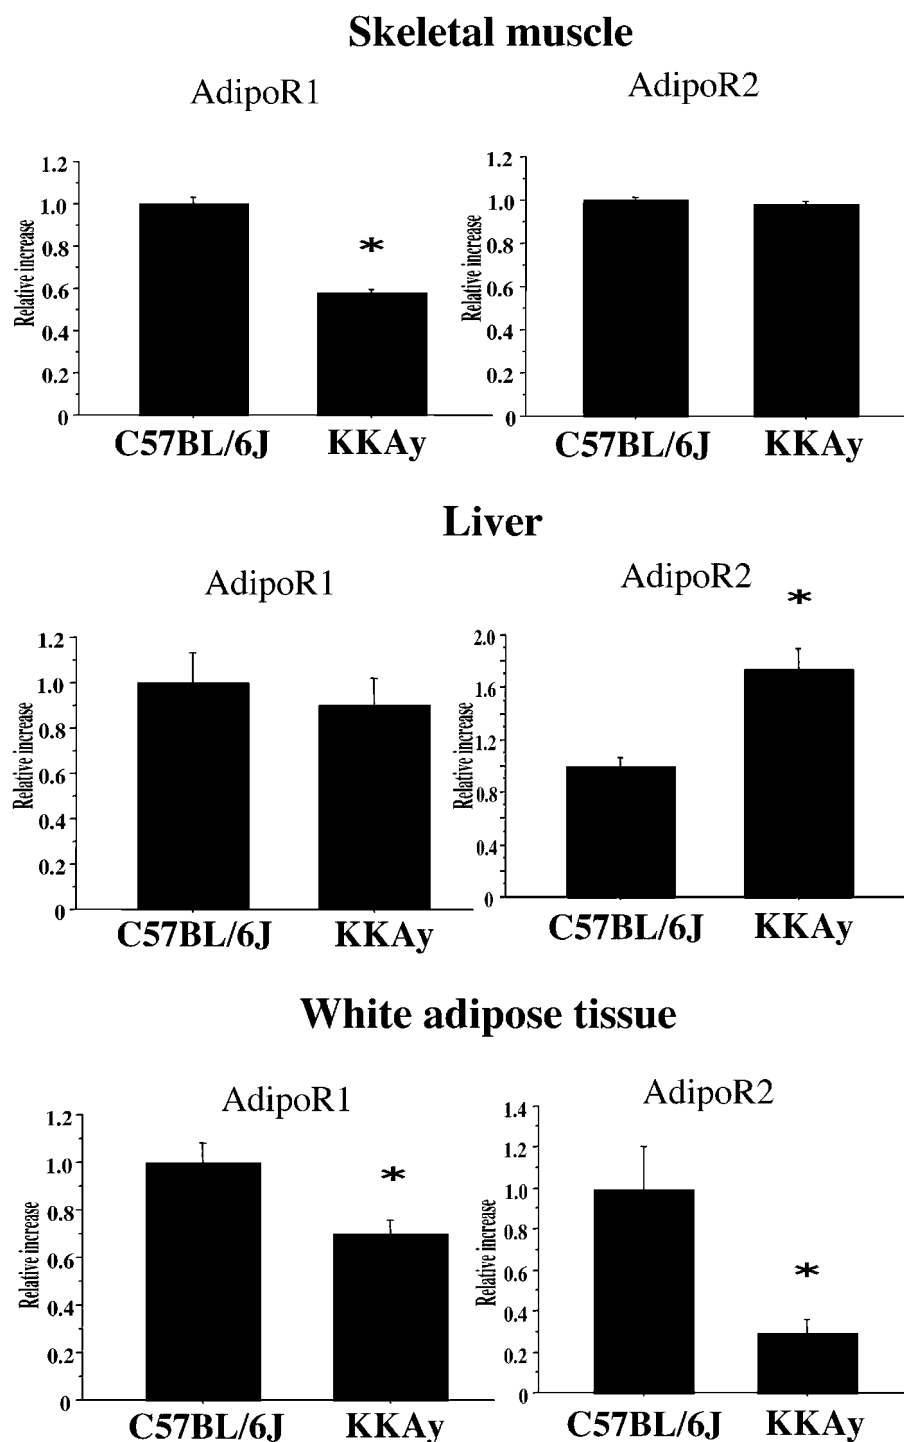 Skeletal muscle
AdipoR1
AdipoR2
Relative increase
1.2
1.0
0.8
0.6
0.4
0.2
0
*
C57BL/6J
KKAy
Relative increase
1.2
1.0
0.8
0.6
0.4
0.2
0
C57BL/6J
KKAy
Liver
AdipoR1
AdipoR2
Relative increase
1.2
1.0
0.8
0.6
0.4
0.2
0
C57BL/6J
KKAy
*
Relative increase
2.0
1.6
1.2
0.8
0.4
0
C57BL/6J
KKAy
White adipose tissue
AdipoR1
AdipoR2
Relative increase
1.2
1.0
0.8
0.6
0.4
0.2
0
*
C57BL/6J
KKAy
Relative increase
1.4
1.2
1.0
0.8
0.6
0.4
0.2
0
*
C57BL/6J
KKAy